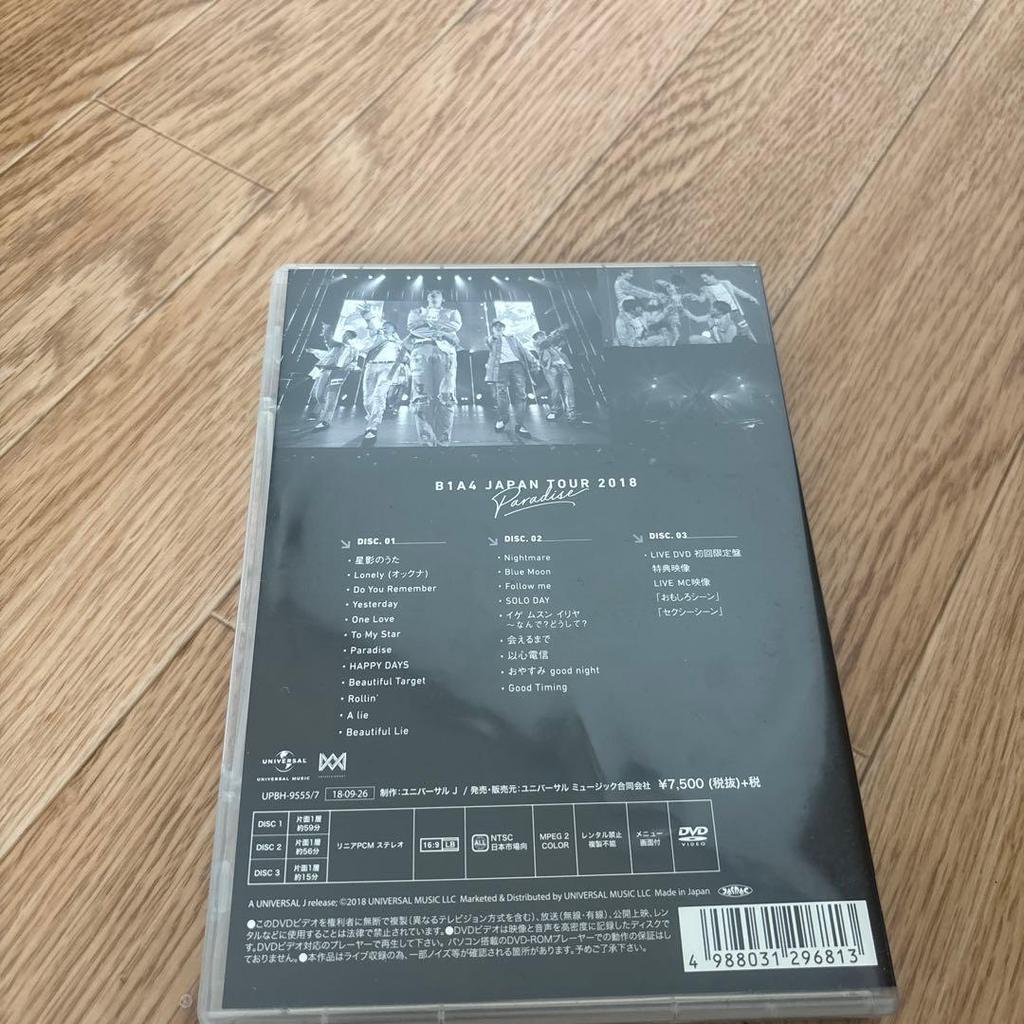 B1A4 JAPAN TOUR 2018
Paradise
DISC. 01
・星影のうた
・Lonely (オックナ)
・Do You Remember
・Yesterday
・One Love
・To My Star
・Paradise
・HAPPY DAYS
・Beautiful Target
・Rollin'
・A lie
・Beautiful Lie
DISC. 02
・Nightmare
・Blue Moon
・Follow me
・SOLO DAY
・イゲ ムスン イリヤ
～なんで?どうして?
・会えるまで
・以心電信
・おやすみ good night
・Good Timing
DISC. 03
・LIVE DVD 初回限定盤
特典映像
LIVE MC映像
「おもしろシーン」
「セクシーシーン」
UNIVERSAL
UNIVERSAL MUSIC
UPBH-9555/7 18-09-26 制作:ユニバーサル J / 発売・販売元:ユニバーサル ミュージック合同会社 ¥7,500 (税抜)+税
DISC 1 片面1層 約59分
DISC 2 片面1層 約56分
DISC 3 片面1層 約15分
リニアPCM ステレオ
16:9 LB
ALL NTSC 日本市場向
MPEG 2 COLOR
レンタル禁止 複製不能
メニュー 画面付
DVD VIDEO
A UNIVERSAL J release; ©2018 UNIVERSAL MUSIC LLC Marketed & Distributed by UNIVERSAL MUSIC LLC Made in Japan
●このDVDビデオを権利者に無断で複製(異なるテレビジョン方式を含む)、放送(無線・有線)、公開上映、レン
タルなどに使用することは法律で禁止されています。●DVDビデオは映像と音声を高密度に記録したディスクで
す。DVDビデオ対応のプレーヤーで再生して下さい。パソコン搭載のDVD-ROMプレーヤーでの動作の保証はし
ておりません。●本作品はライブ収録の為、一部ノイズ等が確認される箇所があります。予めご了承下さい。
4 988031 296813